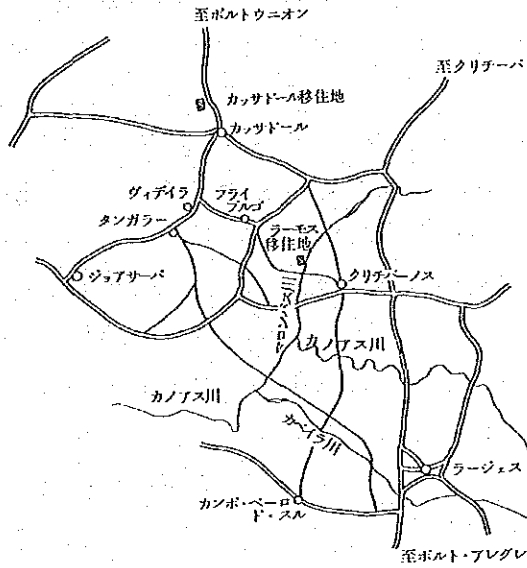 至ポルトウニオン
至クリチーバ
カッサドール移住地
カッサドール
ヴィデイラ
フライ
ブルゴ
タンガラー
ラーモス
移住地
ジョアサーバ
クリチバーノス
カノアス川
カノアス川
カベイラ川
ラージェス
カンポ・ベーロ
ド・スル
至ポルト・アレグレ